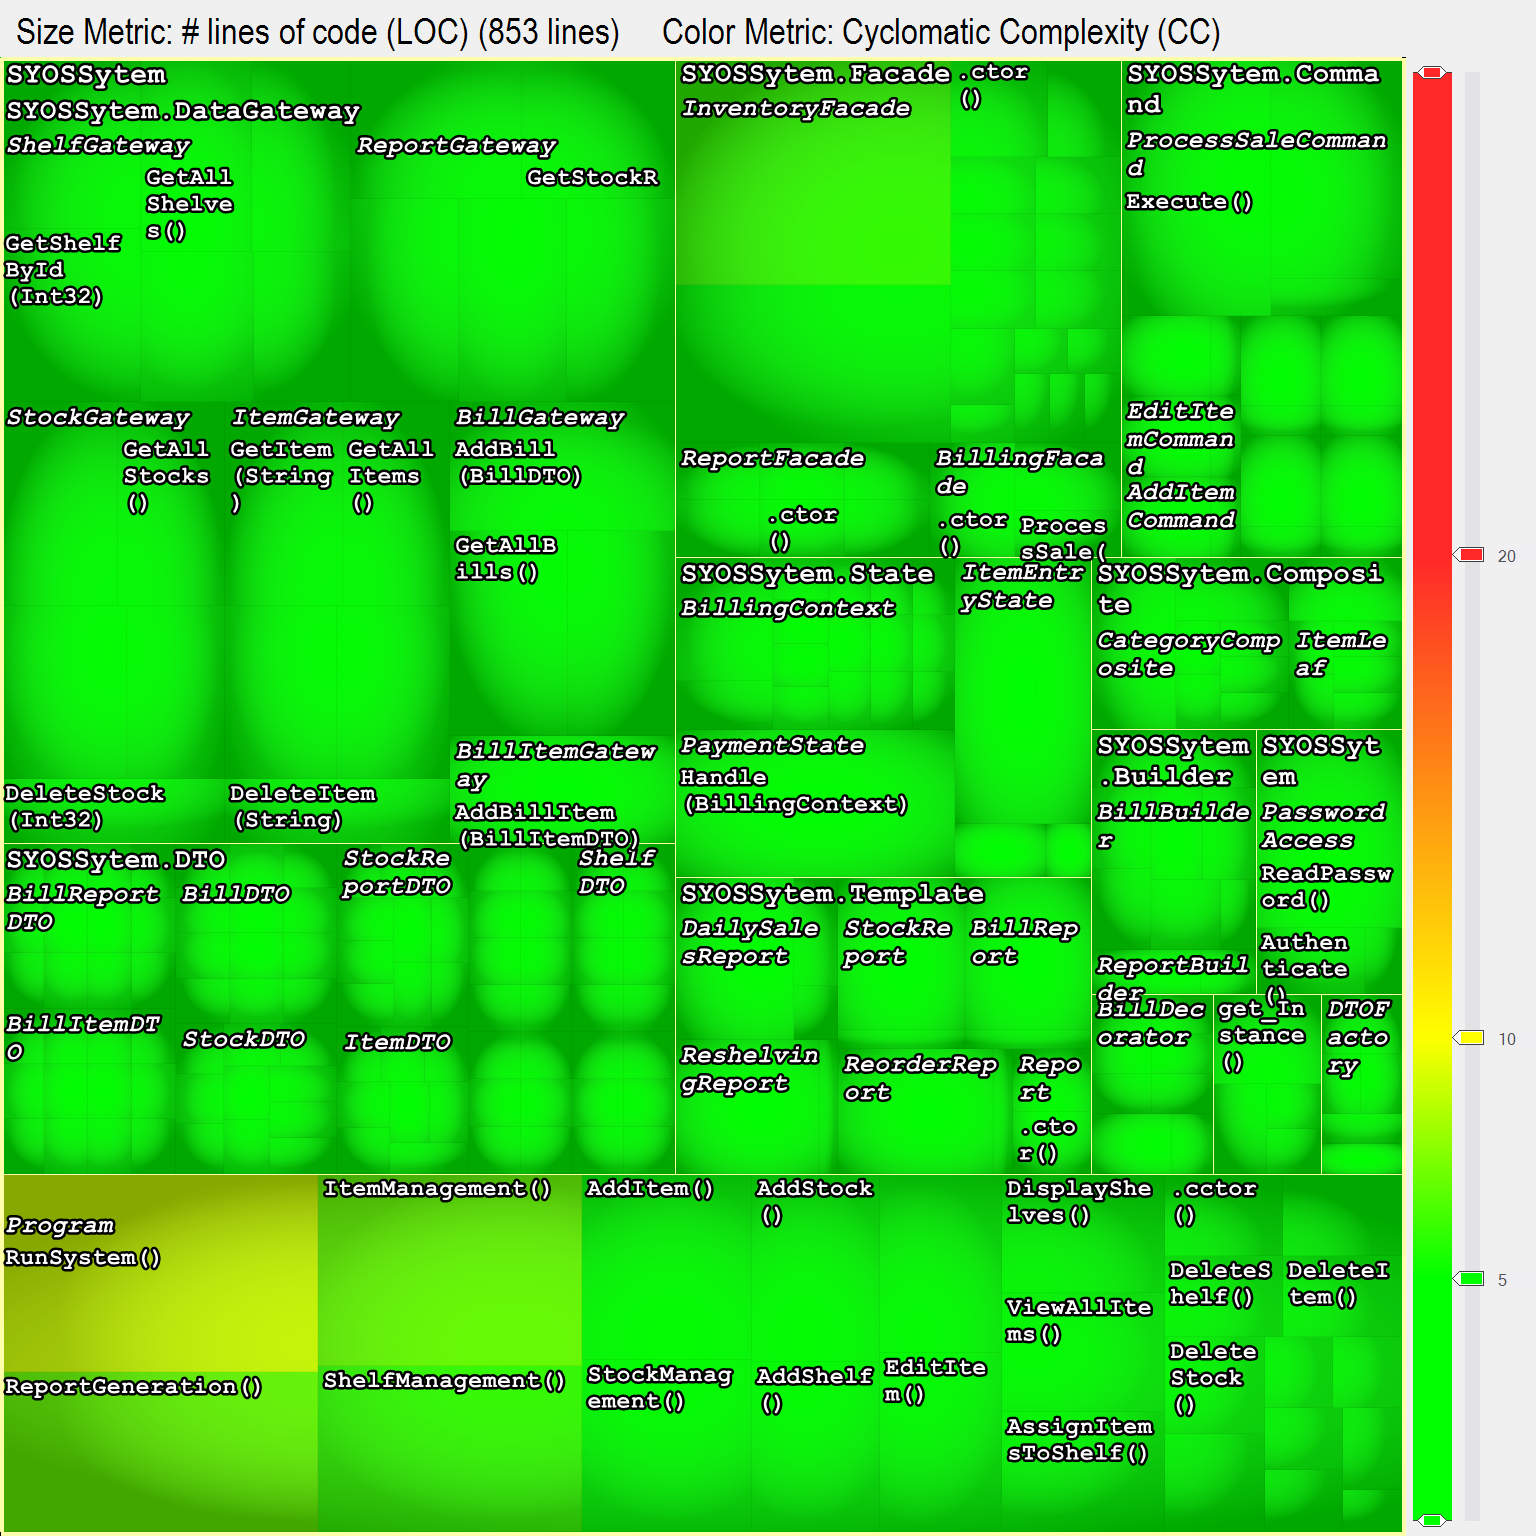 Size Metric: # lines of code (LOC) (853 lines) Color Metric: Cyclomatic Complexity (CC)
SYOSSytem
SYOSSytem.DataGateway
ShelfGateway
GetAll
Shelve
s()
GetShelf
ById
(Int32)
ReportGateway
GetStockR
StockGateway
GetAll
Stocks
()
DeleteStock
(Int32)
ItemGateway
GetItem
(String
)
GetAll
Items
()
DeleteItem
(String)
BillGateway
AddBill
(BillDTO)
GetAllB
ills()
BillItemGatew
ay
AddBillItem
(BillItemDTO)
SYOSSytem.Facade
InventoryFacade
.ctor
()
ReportFacade
.ctor
()
BillingFaca
de
.ctor
()
Proces
sSale(
SYOSSytem.Comma
nd
ProcessSaleComman
d
Execute()
EditIte
mComman
d
AddItem
Command
SYOSSytem.State
BillingContext
ItemEntr
yState
PaymentState
Handle
(BillingContext)
SYOSSytem.Composi
te
CategoryComp
osite
ItemLe
af
SYOSSytem
.Builder
BillBuilde
r
ReportBuil
der
SYOSSyt
em
Password
Access
ReadPassw
ord()
Authen
ticate
()
SYOSSytem.DTO
BillReport
DTO
BillDTO
StockRe
portDTO
Shelf
DTO
BillItemDT
O
StockDTO
ItemDTO
SYOSSytem.Template
DailySale
sReport
StockRe
port
BillRep
ort
Reshelvin
gReport
ReorderRep
ort
Repo
rt
.cto
r()
BillDec
orator
get_In
stance
()
DTOF
acto
ry
Program
RunSystem()
ReportGeneration()
ItemManagement()
ShelfManagement()
AddItem()
StockManag
ement()
AddStock
()
AddShelf
()
EditIte
m()
DisplayShe
lves()
ViewAllIte
ms()
AssignItem
sToShelf()
.cctor
()
DeleteS
helf()
DeleteI
tem()
Delete
Stock
()
20
10
5